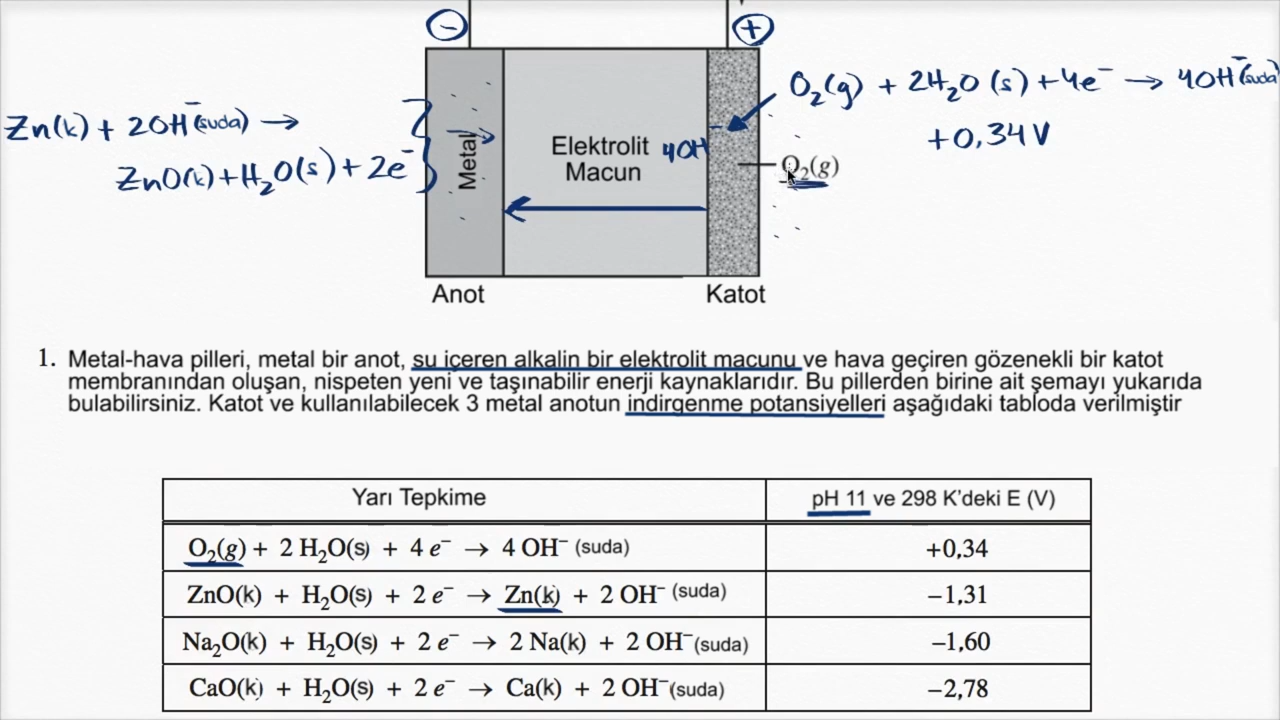 (-)
(+)
O₂(g) + 2H₂O(s) + 4e⁻ → 4OH⁻(suda)
+0,34 V
Zn(k) + 2OH⁻(suda) →
ZnO(k) + H₂O(s) + 2e⁻
Metal
Elektrolit
Macun
4OH⁻
O₂(g)
Anot
Katot
1. Metal-hava pilleri, metal bir anot, su içeren alkalin bir elektrolit macunu ve hava geçiren gözenekli bir katot
membranından oluşan, nispeten yeni ve taşınabilir enerji kaynaklarıdır. Bu pillerden birine ait şemayı yukarıda
bulabilirsiniz. Katot ve kullanılabilecek 3 metal anotun indirgenme potansiyelleri aşağıdaki tabloda verilmiştir
Yarı Tepkime pH 11 ve 298 K'deki E (V)
O₂(g) + 2 H₂O(s) + 4 e⁻ → 4 OH⁻ (suda) +0,34
ZnO(k) + H₂O(s) + 2 e⁻ → Zn(k) + 2 OH⁻ (suda) −1,31
Na₂O(k) + H₂O(s) + 2 e⁻ → 2 Na(k) + 2 OH⁻(suda) −1,60
CaO(k) + H₂O(s) + 2 e⁻ → Ca(k) + 2 OH⁻(suda) −2,78